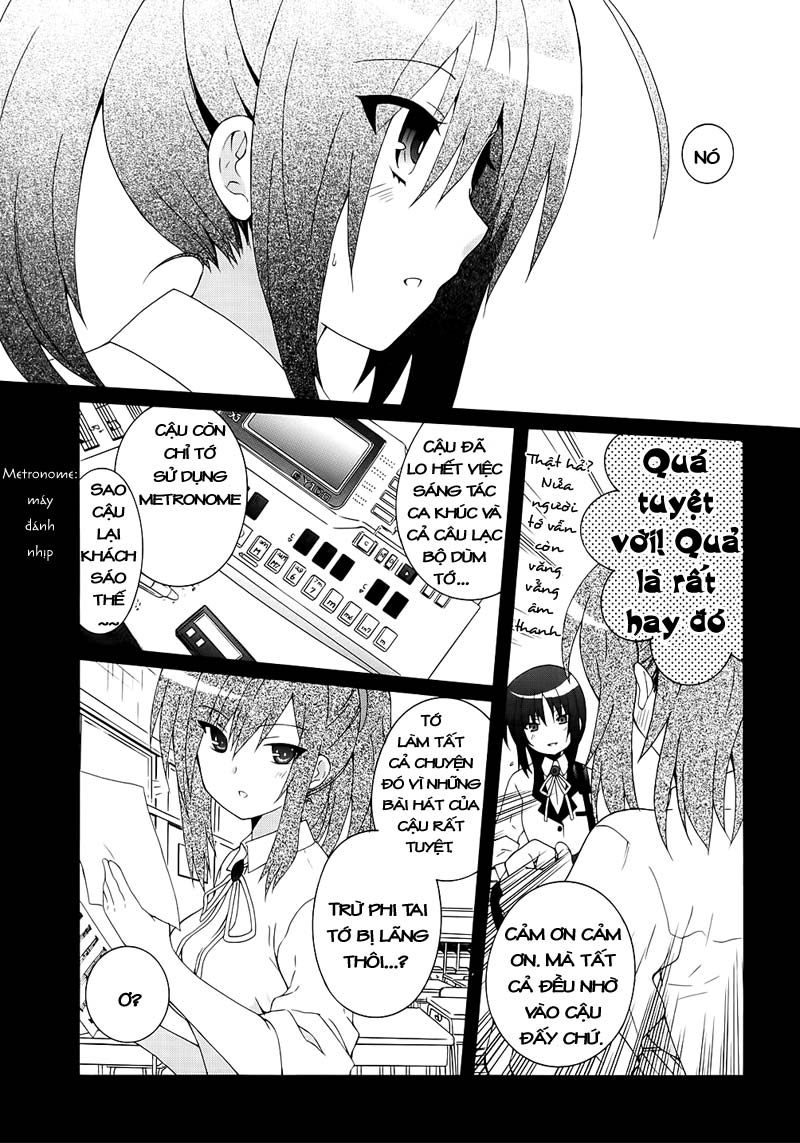 NÓ
Quá
tuyệt
vời! Quả
là rất
hay đó
Thật hả?
Nửa
người
tớ vẫn
còn
văng
vẳng
âm
thanh
CẬU ĐÃ
LO HẾT VIỆC
SÁNG TÁC
CA KHÚC VÀ
CẢ CÂU LẠC
BỘ DÙM
TỚ...
CẬU CÒN
CHỈ TỚ
SỬ DỤNG
METRONOME
SAO
CẬU LẠI
KHÁCH
SÁO THẾ
~~
Metronome:
máy
đánh
nhịp
CẢM ƠN CẢM
ƠN. MÀ TẤT
CẢ ĐỀU NHỜ
VÀO CẬU
ĐẤY CHỨ.
TỚ
LÀM TẤT
CẢ CHUYỆN
ĐÓ VÌ NHỮNG
BÀI HÁT CỦA
CẬU RẤT
TUYỆT.
TRỪ PHI TAI
TỚ BỊ LÃNG
THÔI...?
Ơ?